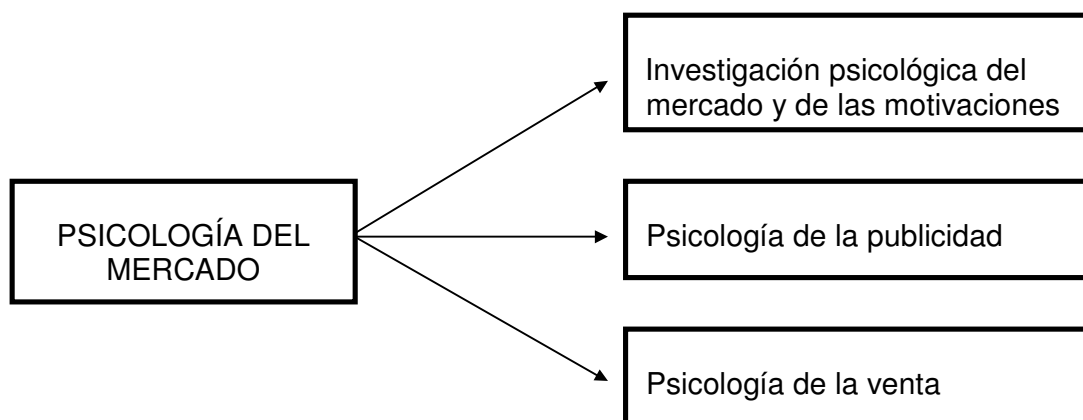 Investigación psicológica del
mercado y de las motivaciones
PSICOLOGÍA DEL
MERCADO
Psicología de la publicidad
Psicología de la venta